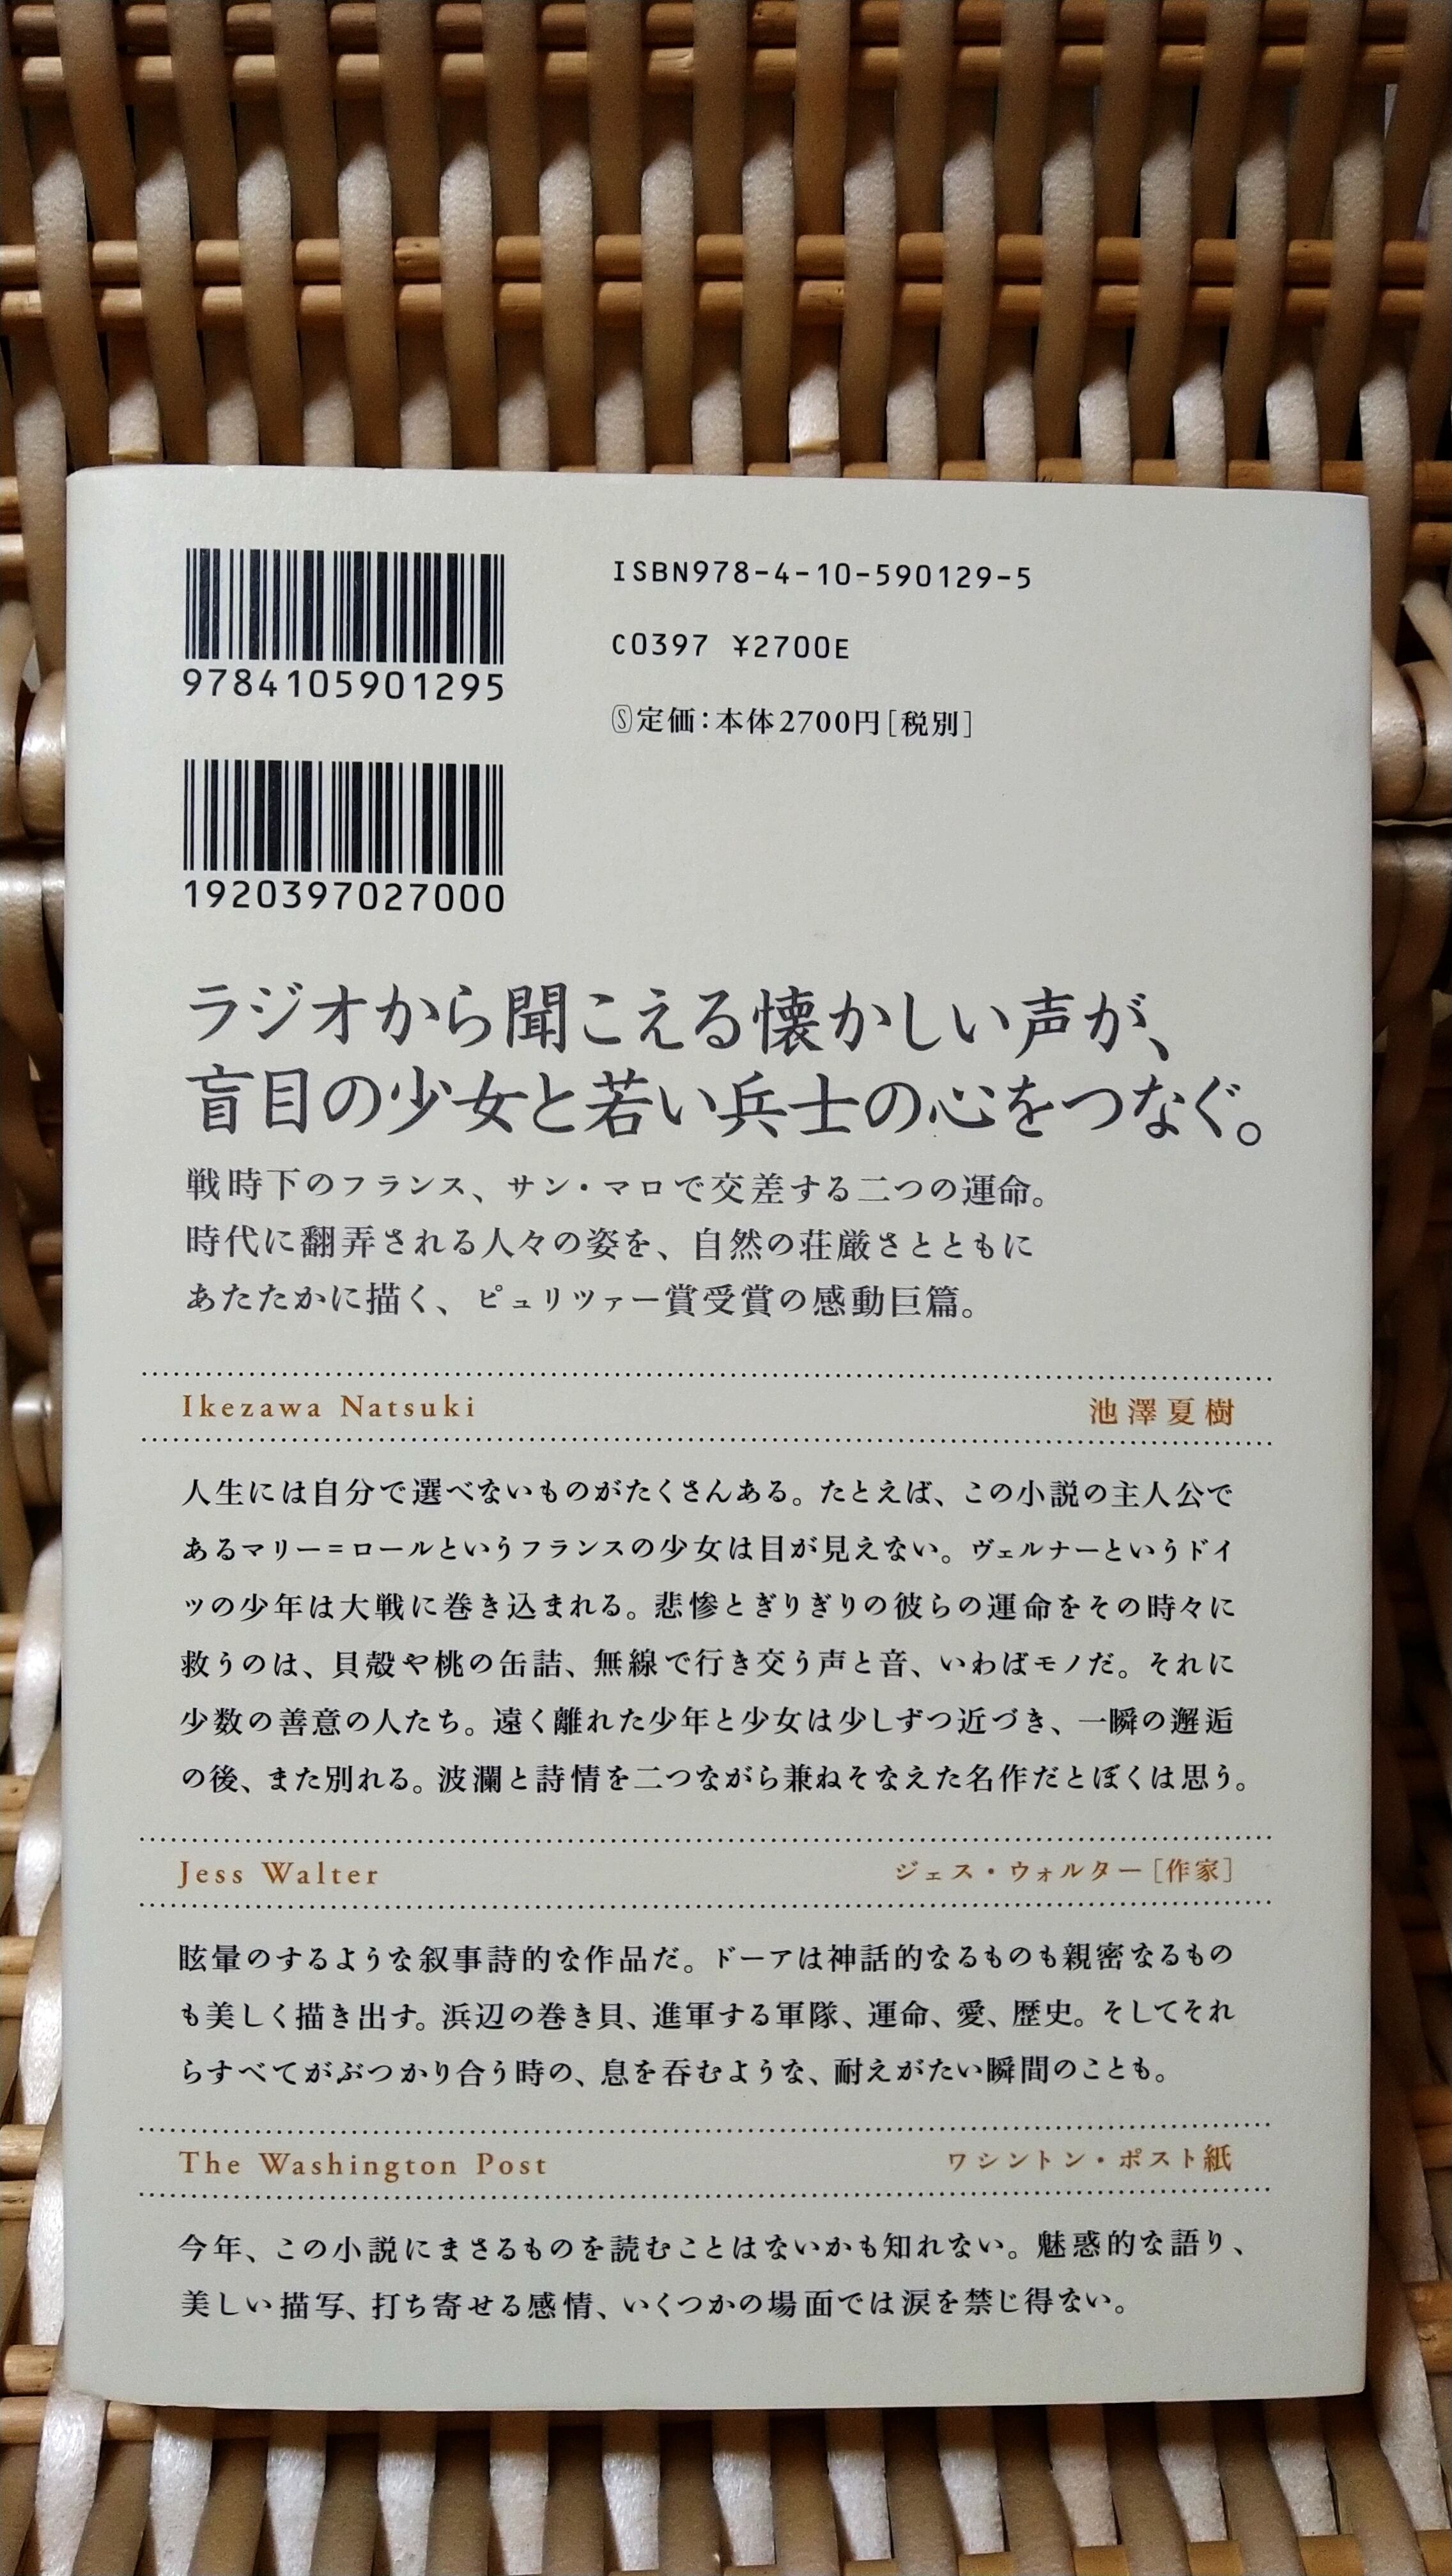 9784105901295
ISBN978-4-10-590129-5
C0397 ¥2700E
Ⓢ定価：本体2700円［税別］
1920397027000
ラジオから聞こえる懐かしい声が、
盲目の少女と若い兵士の心をつなぐ。
戦時下のフランス、サン・マロで交差する二つの運命。
時代に翻弄される人々の姿を、自然の荘厳さとともに
あたたかに描く、ピュリツァー賞受賞の感動巨篇。
Ikezawa Natsuki 池澤夏樹
人生には自分で選べないものがたくさんある。たとえば、この小説の主人公で
あるマリー＝ロールというフランスの少女は目が見えない。ヴェルナーというドイ
ツの少年は大戦に巻き込まれる。悲惨とぎりぎりの彼らの運命をその時々に
救うのは、貝殻や桃の缶詰、無線で行き交う声と音、いわばモノだ。それに
少数の善意の人たち。遠く離れた少年と少女は少しずつ近づき、一瞬の邂逅
の後、また別れる。波瀾と詩情を二つながら兼ねそなえた名作だとぼくは思う。
Jess Walter ジェス・ウォルター［作家］
眩暈のするような叙事詩的な作品だ。ドーアは神話的なるものも親密なるもの
も美しく描き出す。浜辺の巻き貝、進軍する軍隊、運命、愛、歴史。そしてそれ
らすべてがぶつかり合う時の、息を呑むような、耐えがたい瞬間のことも。
The Washington Post ワシントン・ポスト紙
今年、この小説にまさるものを読むことはないかも知れない。魅惑的な語り、
美しい描写、打ち寄せる感情、いくつかの場面では涙を禁じ得ない。